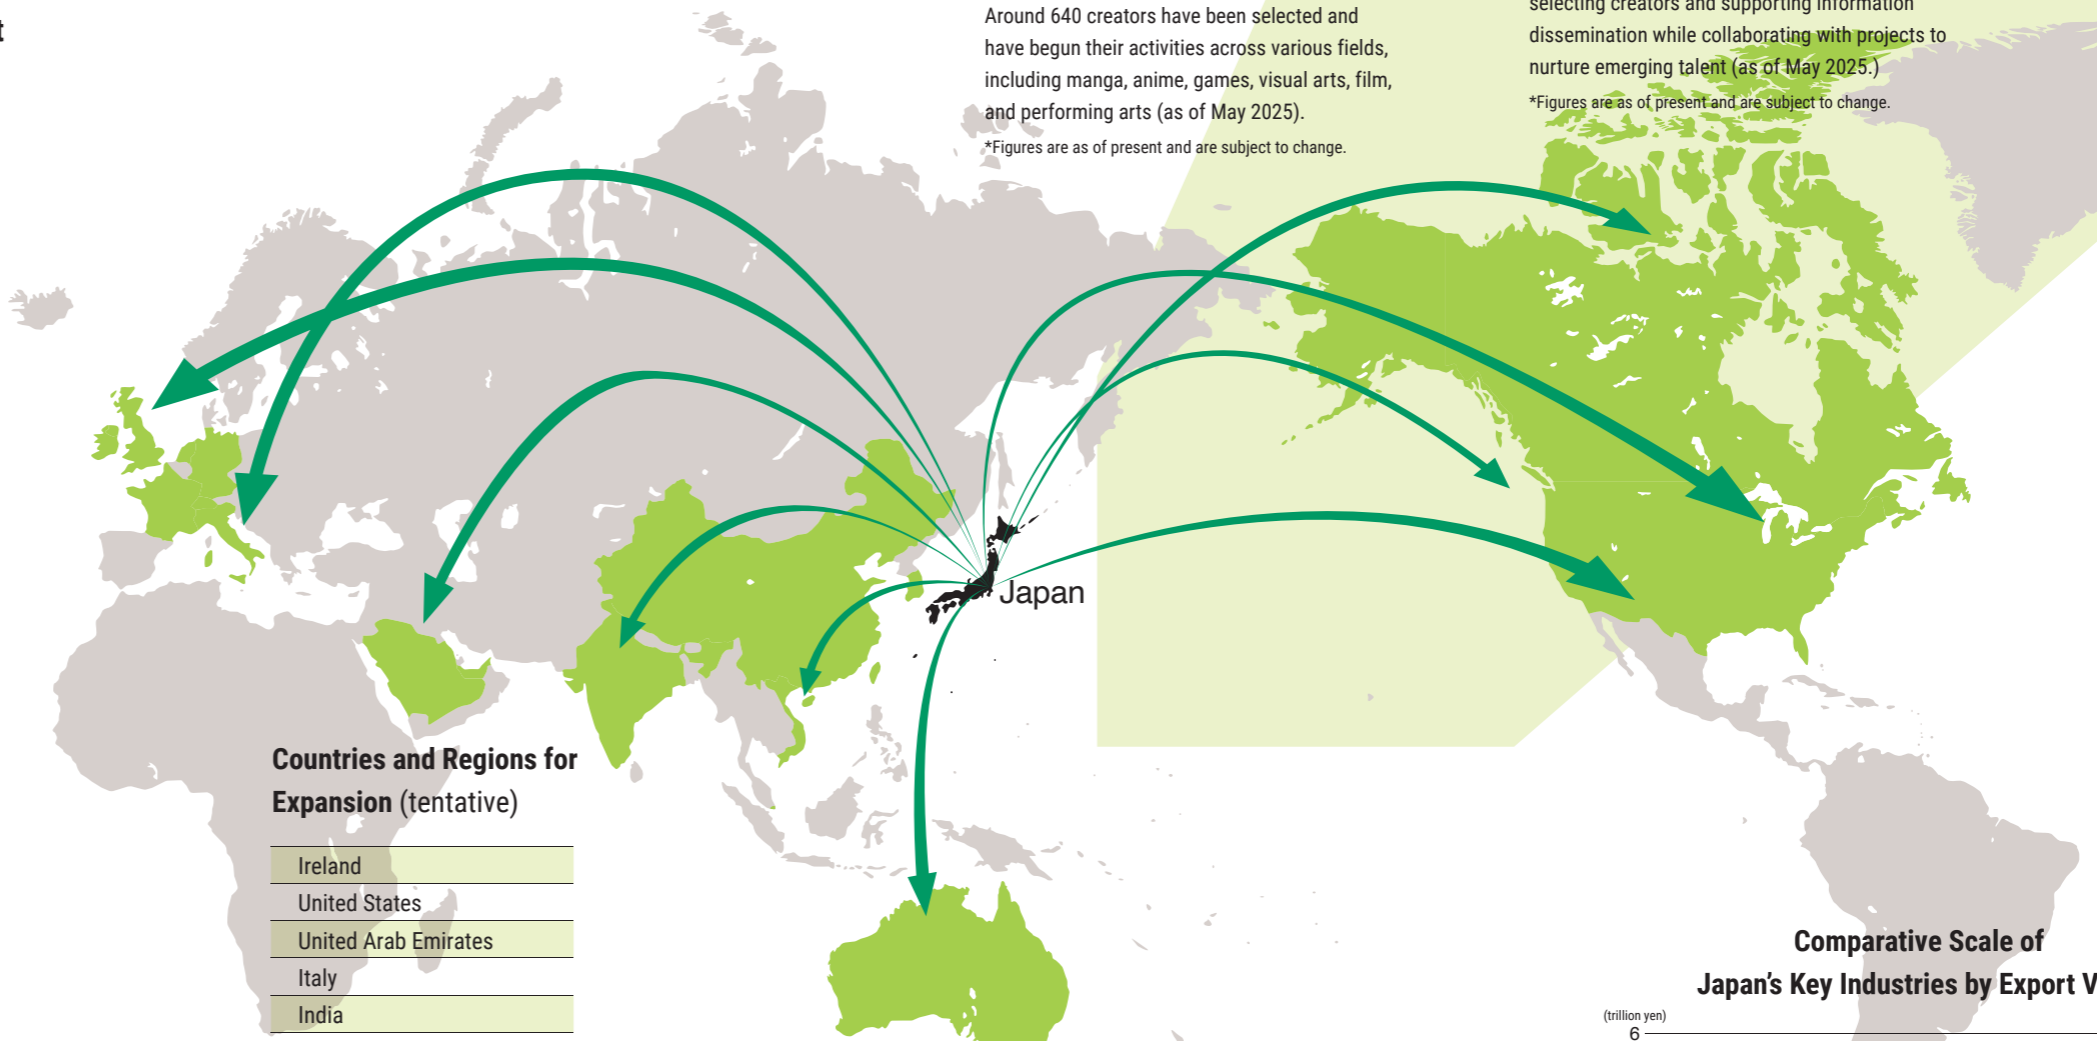 t
Around 640 creators have been selected and
have begun their activities across various fields,
including manga, anime, games, visual arts, film,
and performing arts (as of May 2025).
*Figures are as of present and are subject to change.
selecting creators and supporting information
dissemination while collaborating with projects to
nurture emerging talent (as of May 2025.)
*Figures are as of present and are subject to change.
Japan
Countries and Regions for
Expansion (tentative)
Ireland
United States
United Arab Emirates
Italy
India
Comparative Scale of
Japan's Key Industries by Export V
(trillion yen)
6